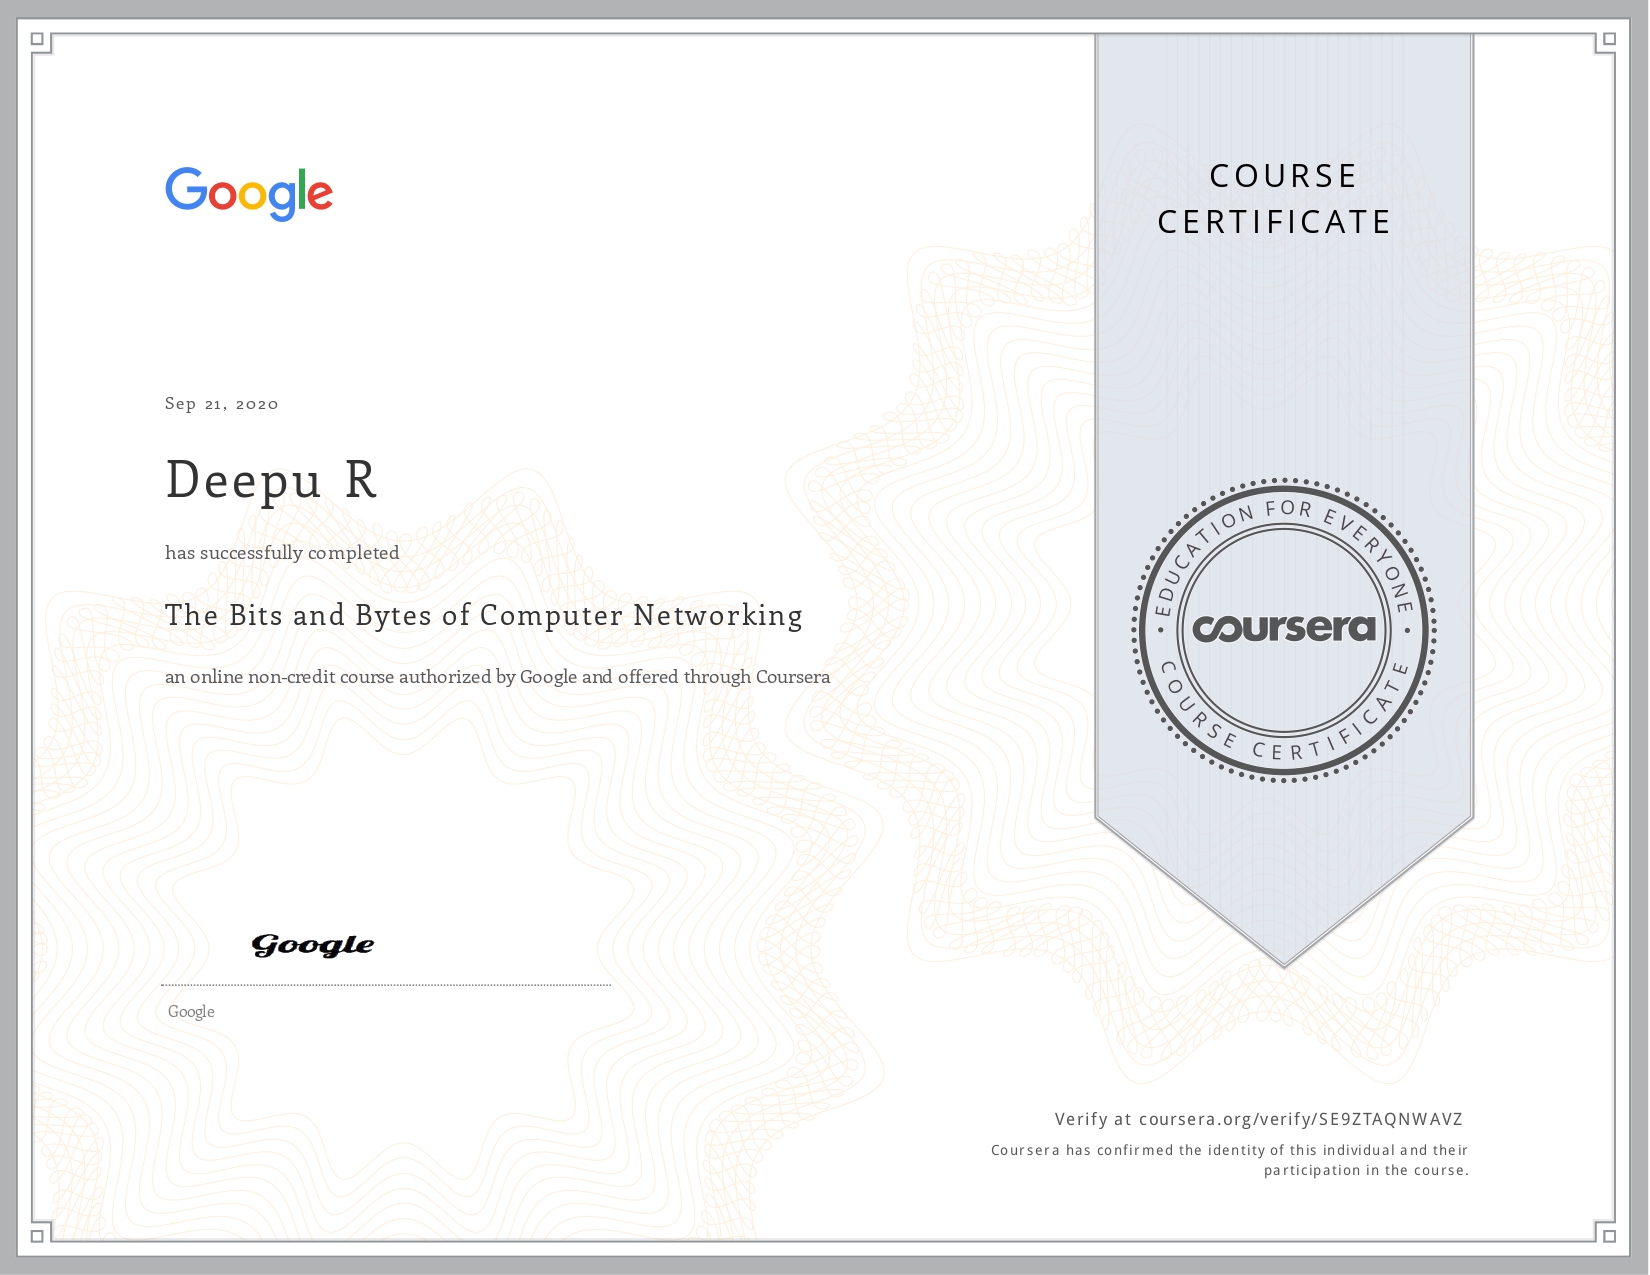 Google
COURSE
CERTIFICATE
Sep 21, 2020
Deepu R
has successfully completed
The Bits and Bytes of Computer Networking
an online non-credit course authorized by Google and offered through Coursera
EDUCATION FOR EVERYONE
coursera
COURSE CERTIFICATE
Google
Google
Verify at coursera.org/verify/SE9ZTAQNWAVZ
Coursera has confirmed the identity of this individual and their
participation in the course.